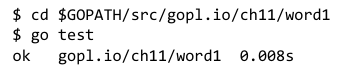 $ cd $GOPATH/src/gopl.io/ch11/word1
$ go test
ok   gopl.io/ch11/word1  0.008s